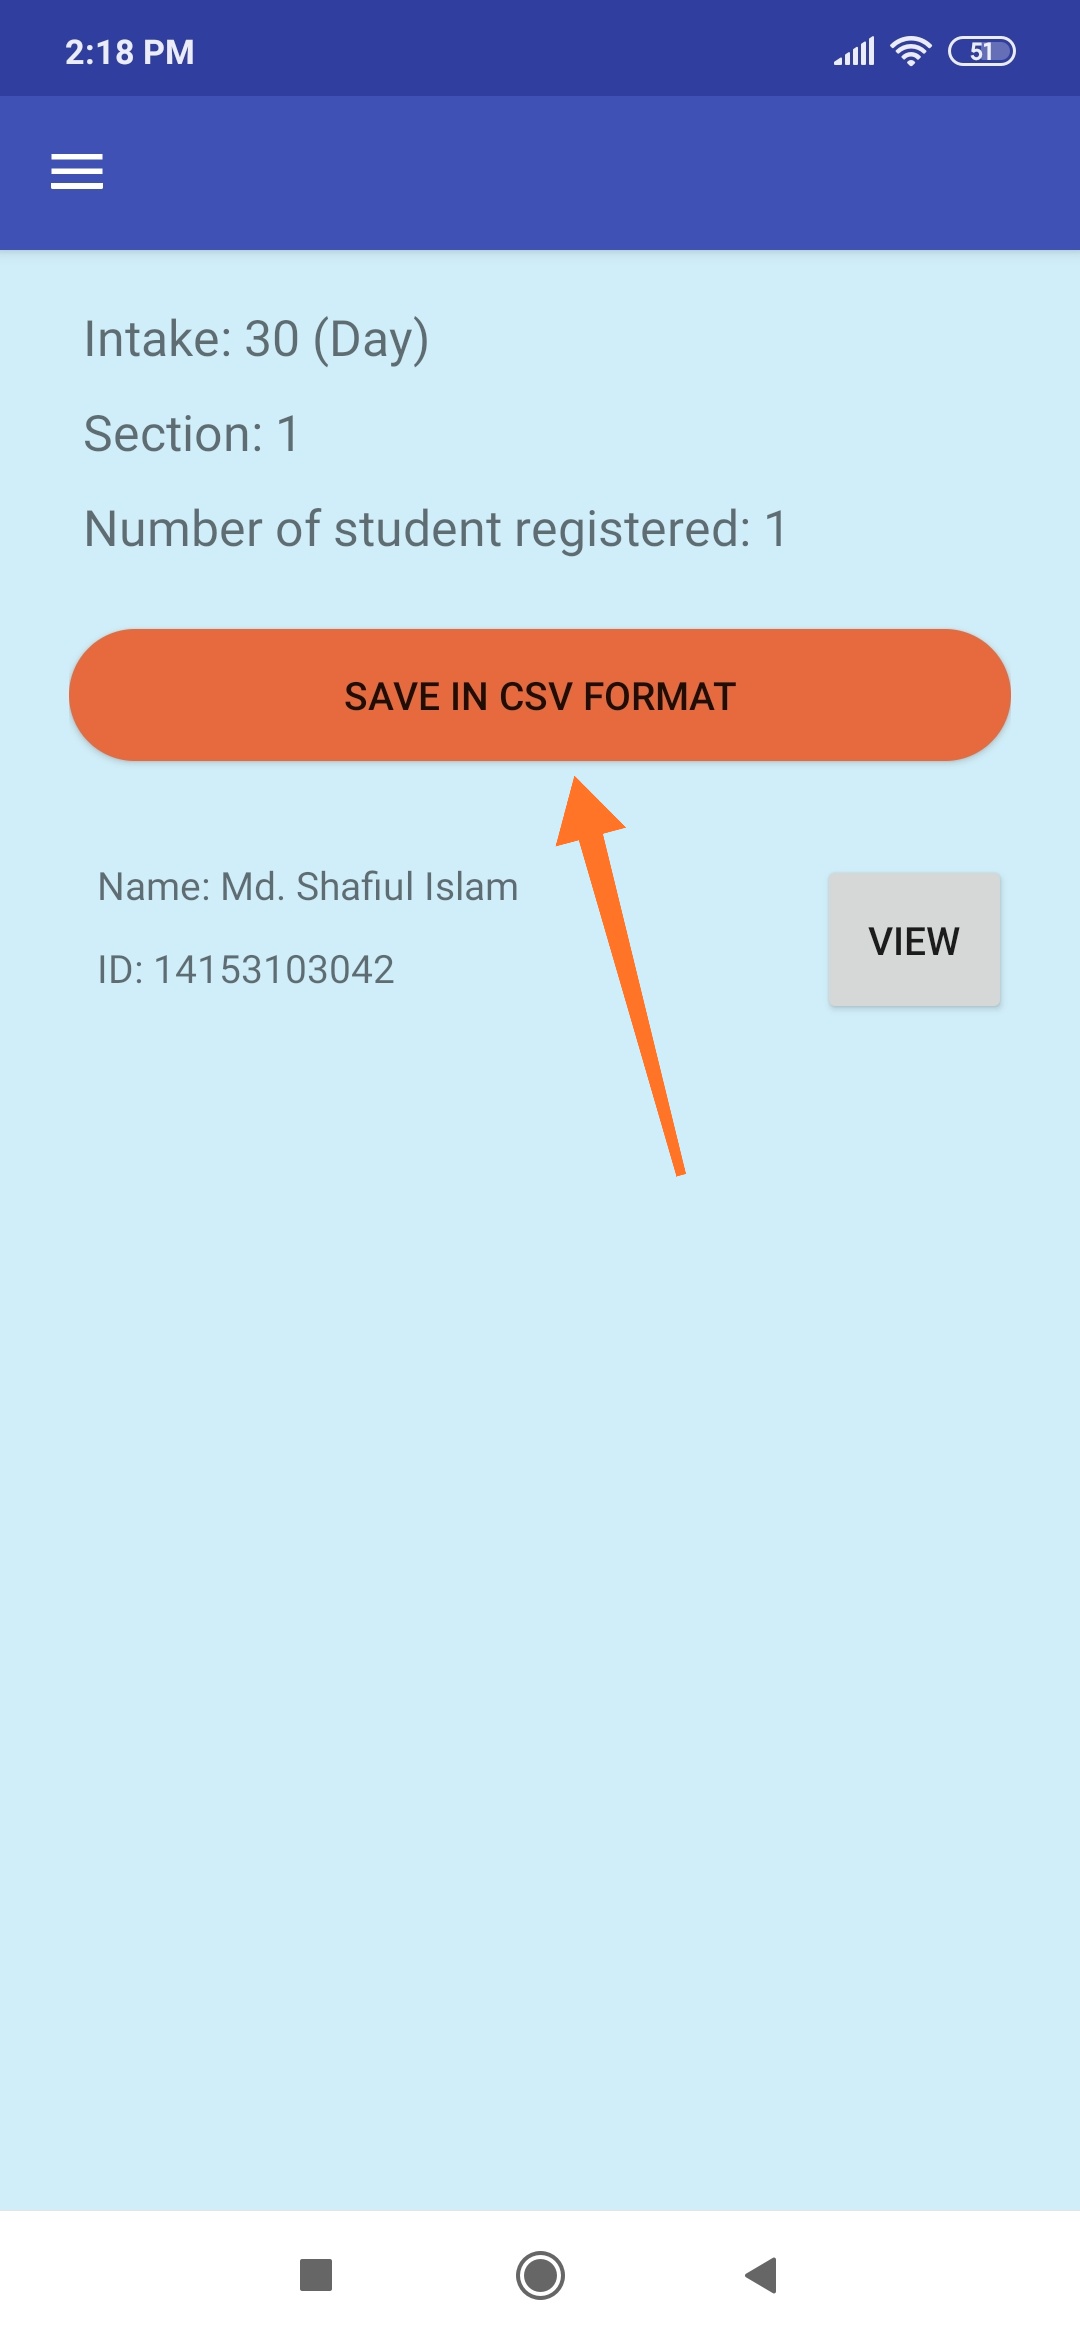 2:18 PM
51
Intake: 30 (Day)
Section: 1
Number of student registered: 1
SAVE IN CSV FORMAT
Name: Md. Shafiul Islam
VIEW
ID: 14153103042